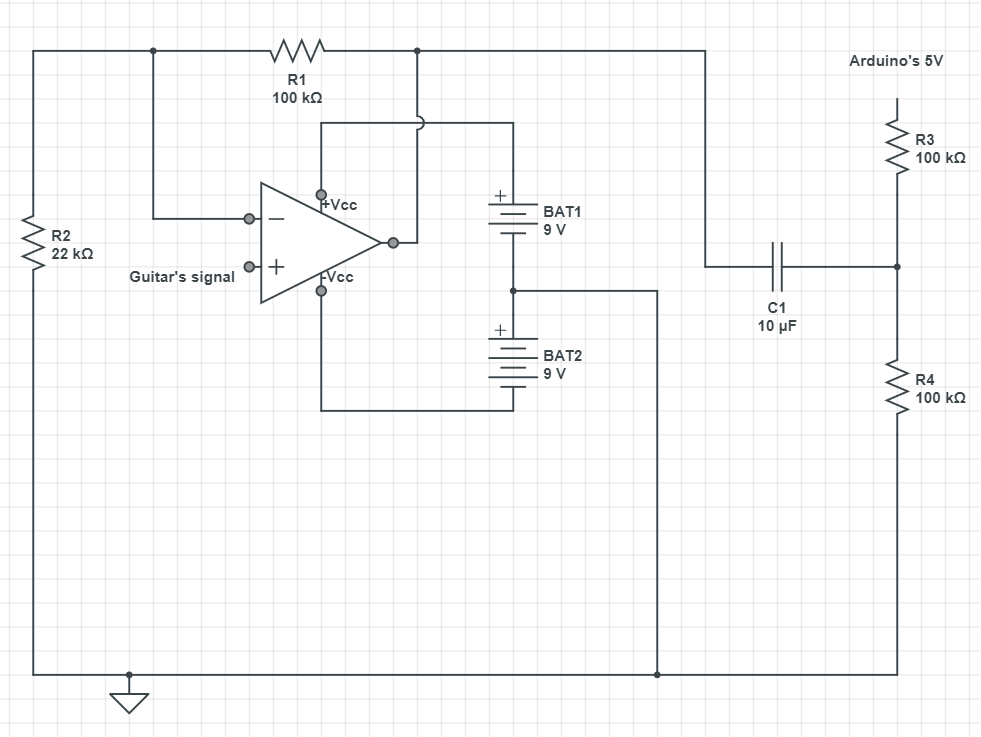 R1
100 kΩ
Arduino's 5V
R3
100 kΩ
+
+Vcc
BAT1
9 V
−
R2
22 kΩ
Guitar's signal
+
-Vcc
C1
10 µF
+
BAT2
9 V
R4
100 kΩ